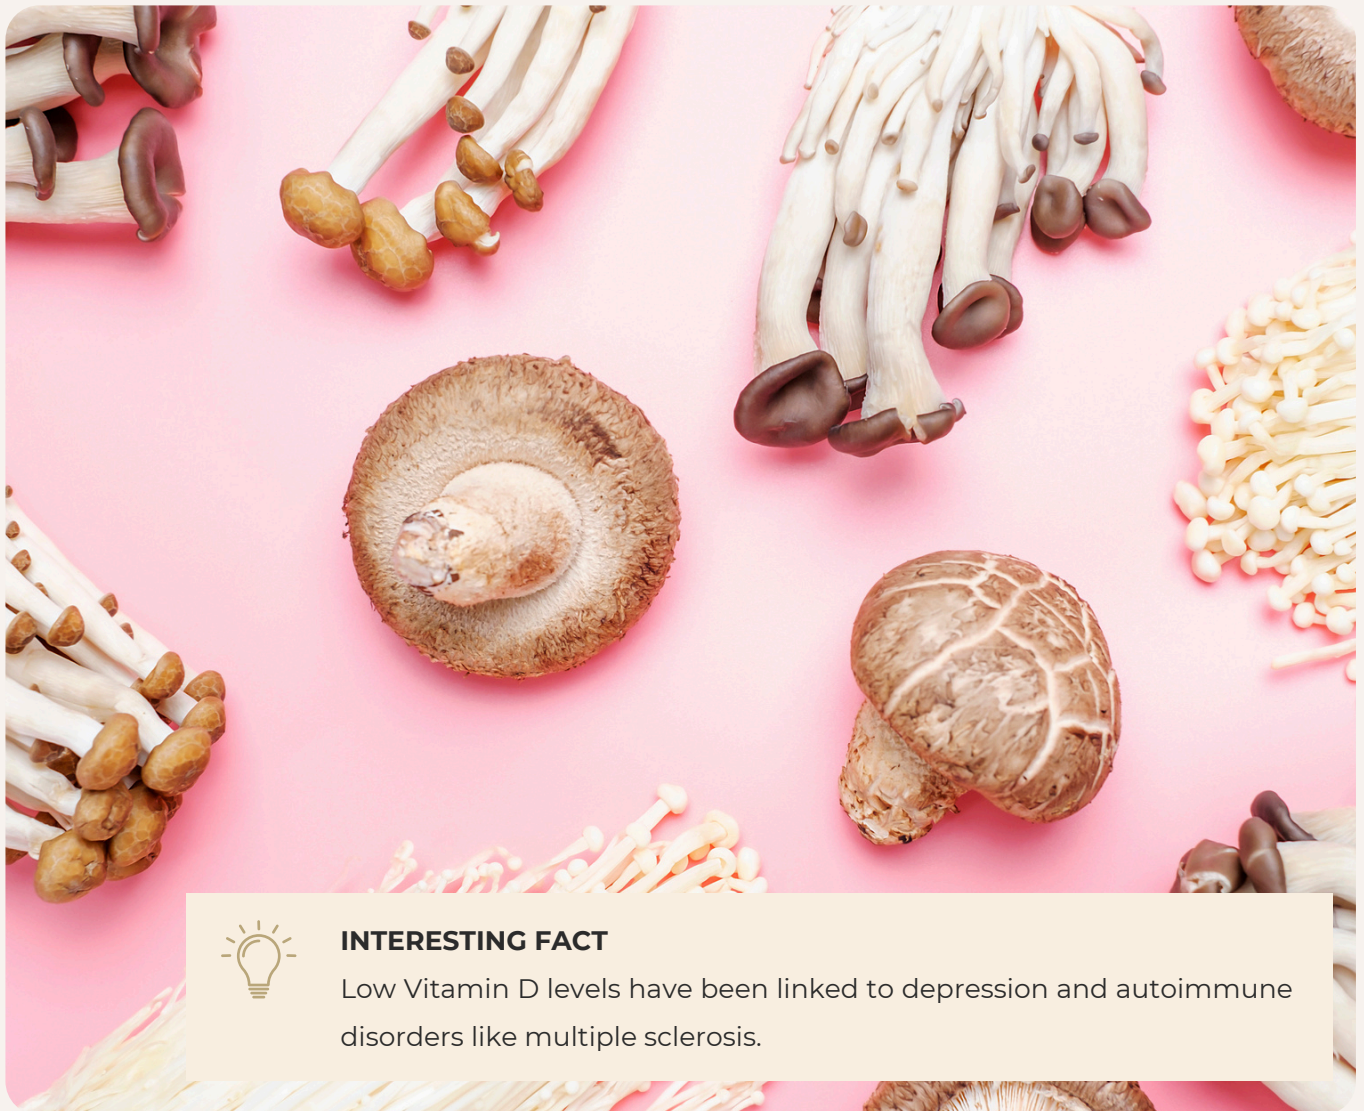 INTERESTING FACT
Low Vitamin D levels have been linked to depression and autoimmune
disorders like multiple sclerosis.